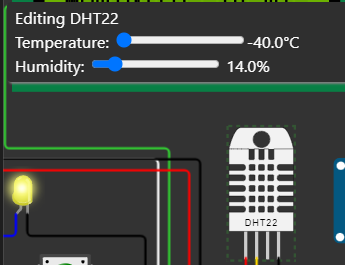 Editing DHT22
Temperature: -40.0°C
Humidity: 14.0%
DHT22